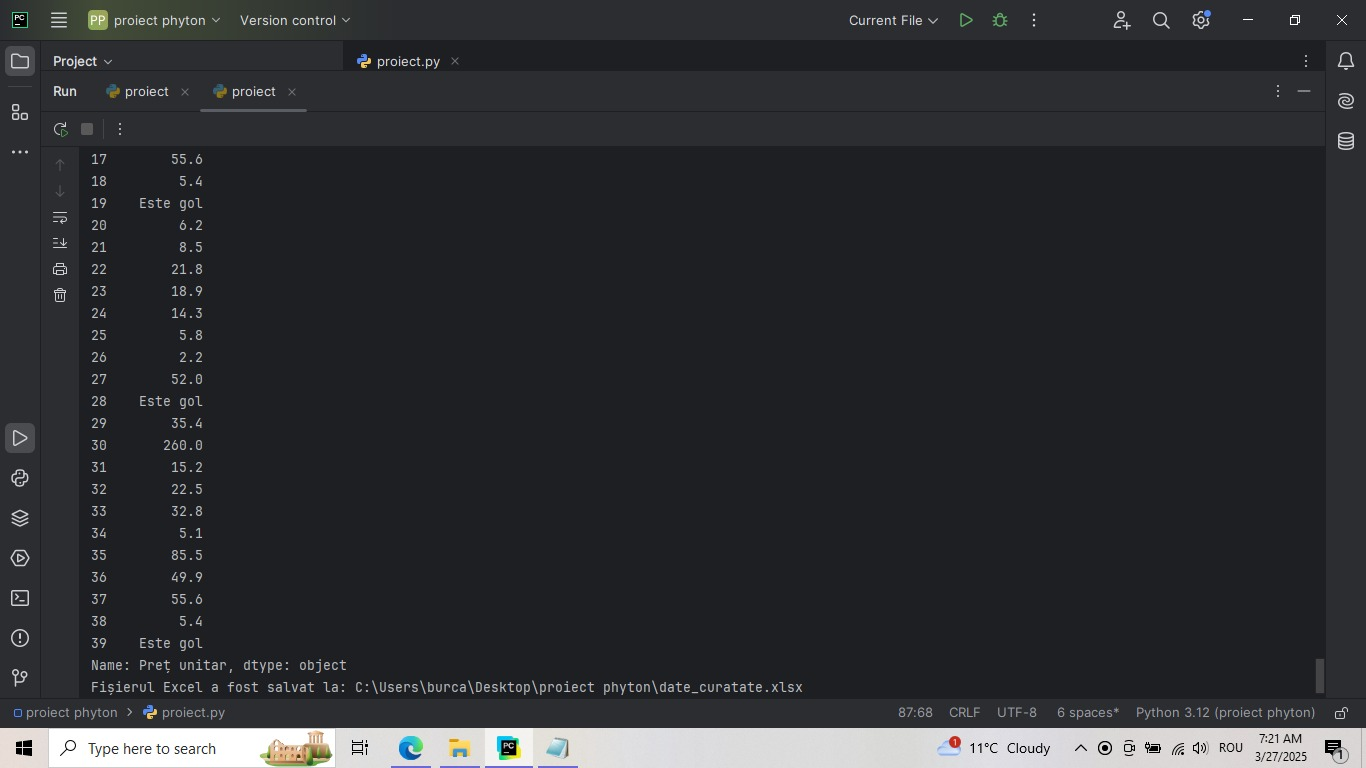 PC PP proiect phyton Version control Current File
Project proiect.py
Run proiect proiect
17 55.6
18 5.4
19 Este gol
20 6.2
21 8.5
22 21.8
23 18.9
24 14.3
25 5.8
26 2.2
27 52.0
28 Este gol
29 35.4
30 260.0
31 15.2
32 22.5
33 32.8
34 5.1
35 85.5
36 49.9
37 55.6
38 5.4
39 Este gol
Name: Preț unitar, dtype: object
Fișierul Excel a fost salvat la: C:\Users\burca\Desktop\proiect phyton\date_curatate.xlsx
proiect phyton > proiect.py 87:68 CRLF UTF-8 6 spaces* Python 3.12 (proiect phyton)
Type here to search PC 1 11°C Cloudy ROU 7:21 AM 1
3/27/2025